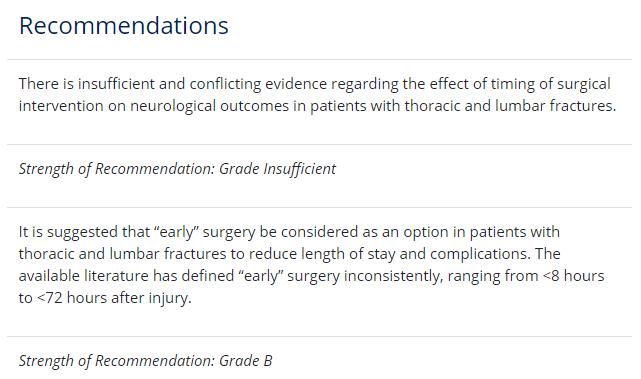 Recommendations
There is insufficient and conflicting evidence regarding the effect of timing of surgical
intervention on neurological outcomes in patients with thoracic and lumbar fractures.
Strength of Recommendation: Grade Insufficient
It is suggested that “early” surgery be considered as an option in patients with
thoracic and lumbar fractures to reduce length of stay and complications. The
available literature has defined “early” surgery inconsistently, ranging from <8 hours
to <72 hours after injury.
Strength of Recommendation: Grade B